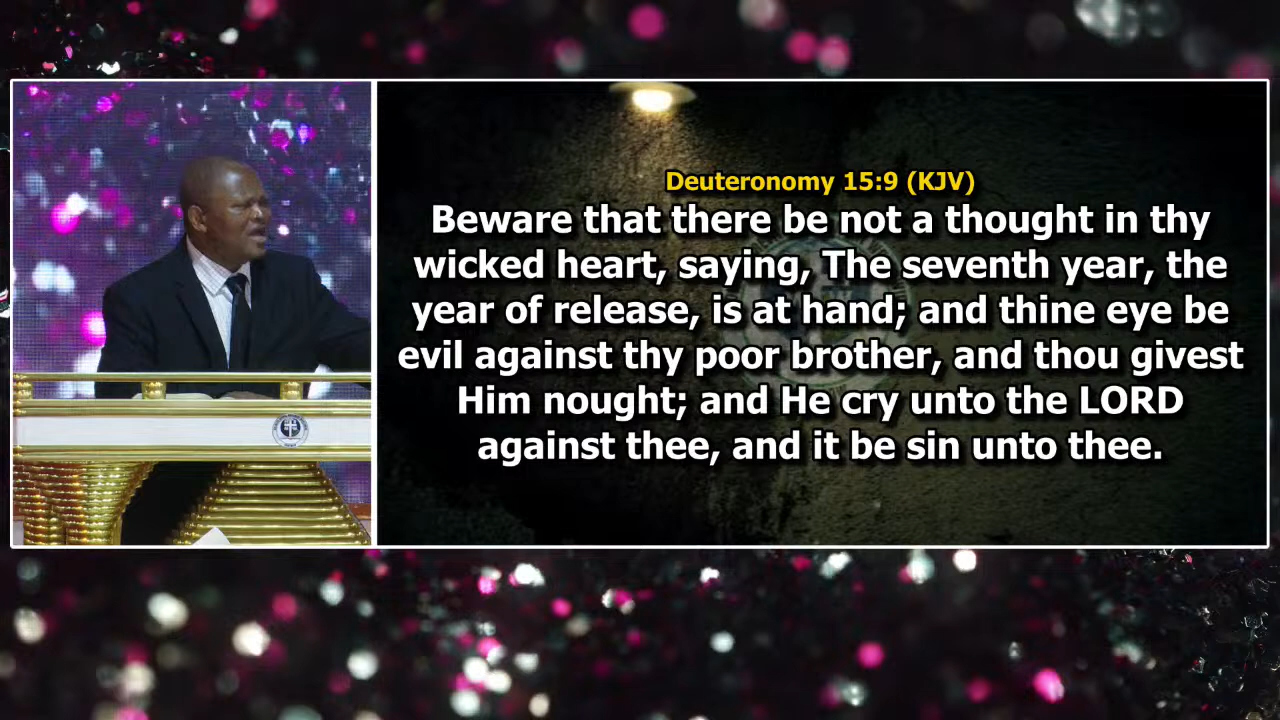 Deuteronomy 15:9 (KJV)
Beware that there be not a thought in thy
wicked heart, saying, The seventh year, the
year of release, is at hand; and thine eye be
evil against thy poor brother, and thou givest
Him nought; and He cry unto the LORD
against thee, and it be sin unto thee.